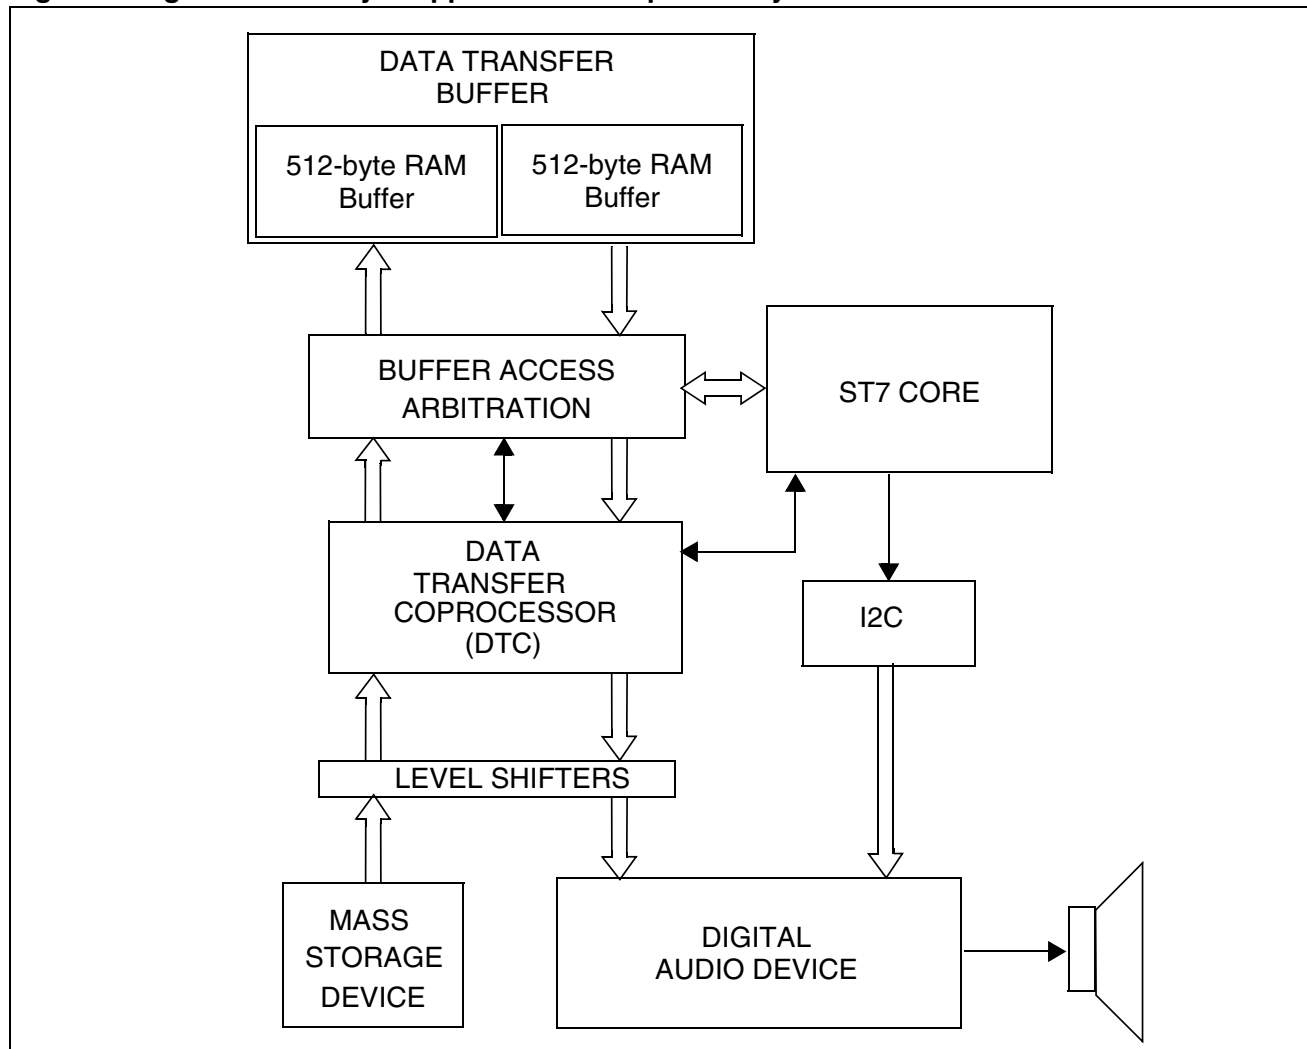 DATA TRANSFER
BUFFER
512-byte RAM
Buffer
512-byte RAM
Buffer
BUFFER ACCESS
ARBITRATION
ST7 CORE
DATA
TRANSFER
COPROCESSOR
(DTC)
I2C
LEVEL SHIFTERS
MASS
STORAGE
DEVICE
DIGITAL
AUDIO DEVICE